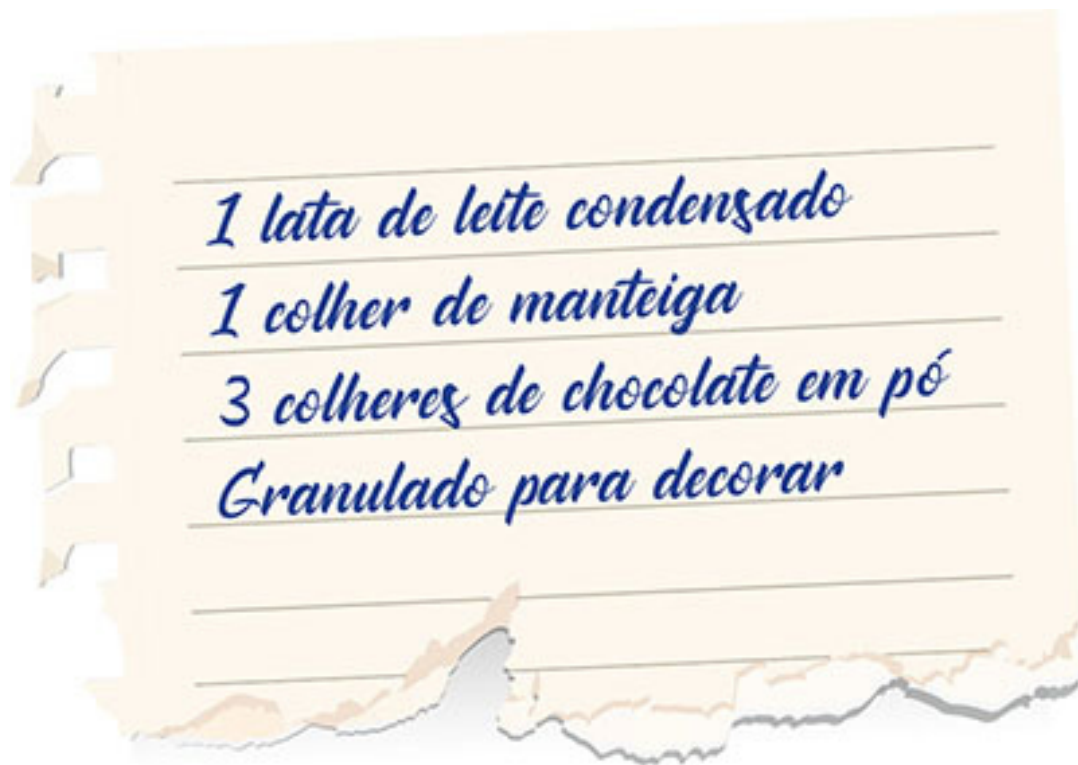 1 lata de leite condensado
1 colher de manteiga
3 colheres de chocolate em pó
Granulado para decorar